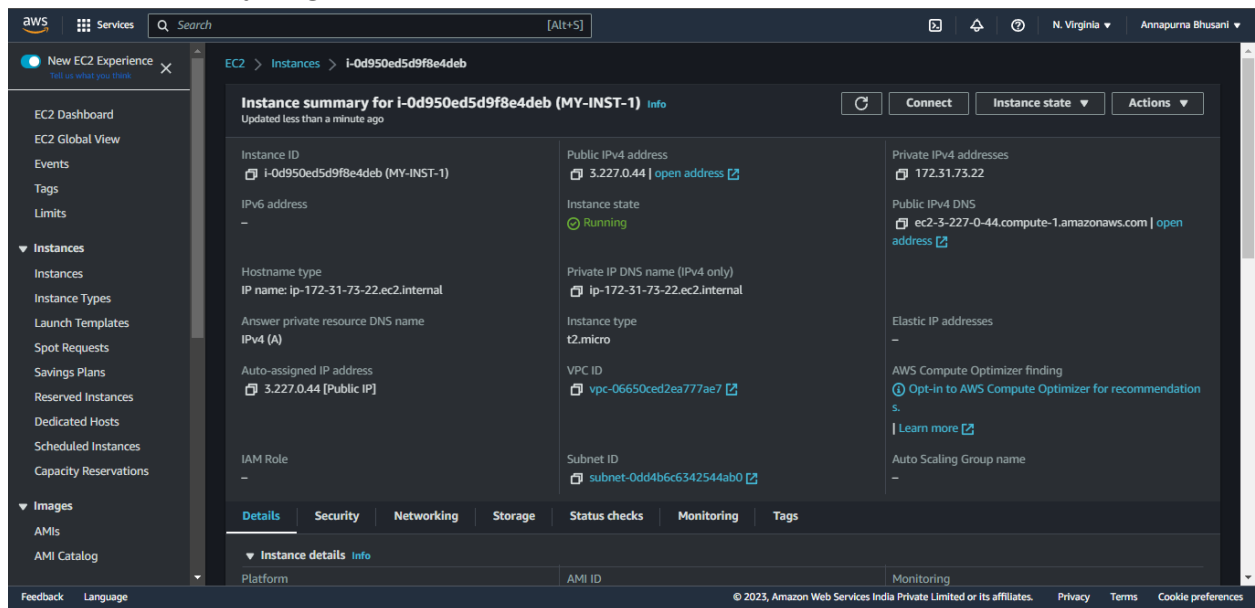 aws
Services
Search
[Alt+S]
N. Virginia
Annapurna Bhusani
New EC2 Experience
Tell us what you think
EC2 Dashboard
EC2 Global View
Events
Tags
Limits
Instances
Instances
Instance Types
Launch Templates
Spot Requests
Savings Plans
Reserved Instances
Dedicated Hosts
Scheduled Instances
Capacity Reservations
Images
AMIs
AMI Catalog
EC2 > Instances > i-0d950ed5d9f8e4deb
Instance summary for i-0d950ed5d9f8e4deb (MY-INST-1) Info
Updated less than a minute ago
Connect
Instance state
Actions
Instance ID
i-0d950ed5d9f8e4deb (MY-INST-1)
Public IPv4 address
3.227.0.44 | open address
Private IPv4 addresses
172.31.73.22
IPv6 address
–
Instance state
Running
Public IPv4 DNS
ec2-3-227-0-44.compute-1.amazonaws.com | open
address
Hostname type
IP name: ip-172-31-73-22.ec2.internal
Private IP DNS name (IPv4 only)
ip-172-31-73-22.ec2.internal
Answer private resource DNS name
IPv4 (A)
Instance type
t2.micro
Elastic IP addresses
–
Auto-assigned IP address
3.227.0.44 [Public IP]
VPC ID
vpc-06650ced2ea777ae7
AWS Compute Optimizer finding
Opt-in to AWS Compute Optimizer for recommendation
s.
| Learn more
IAM Role
–
Subnet ID
subnet-0dd4b6c6342544ab0
Auto Scaling Group name
–
Details
Security
Networking
Storage
Status checks
Monitoring
Tags
Instance details Info
Platform
AMI ID
Monitoring
Feedback
Language
© 2023, Amazon Web Services India Private Limited or its affiliates.
Privacy
Terms
Cookie preferences